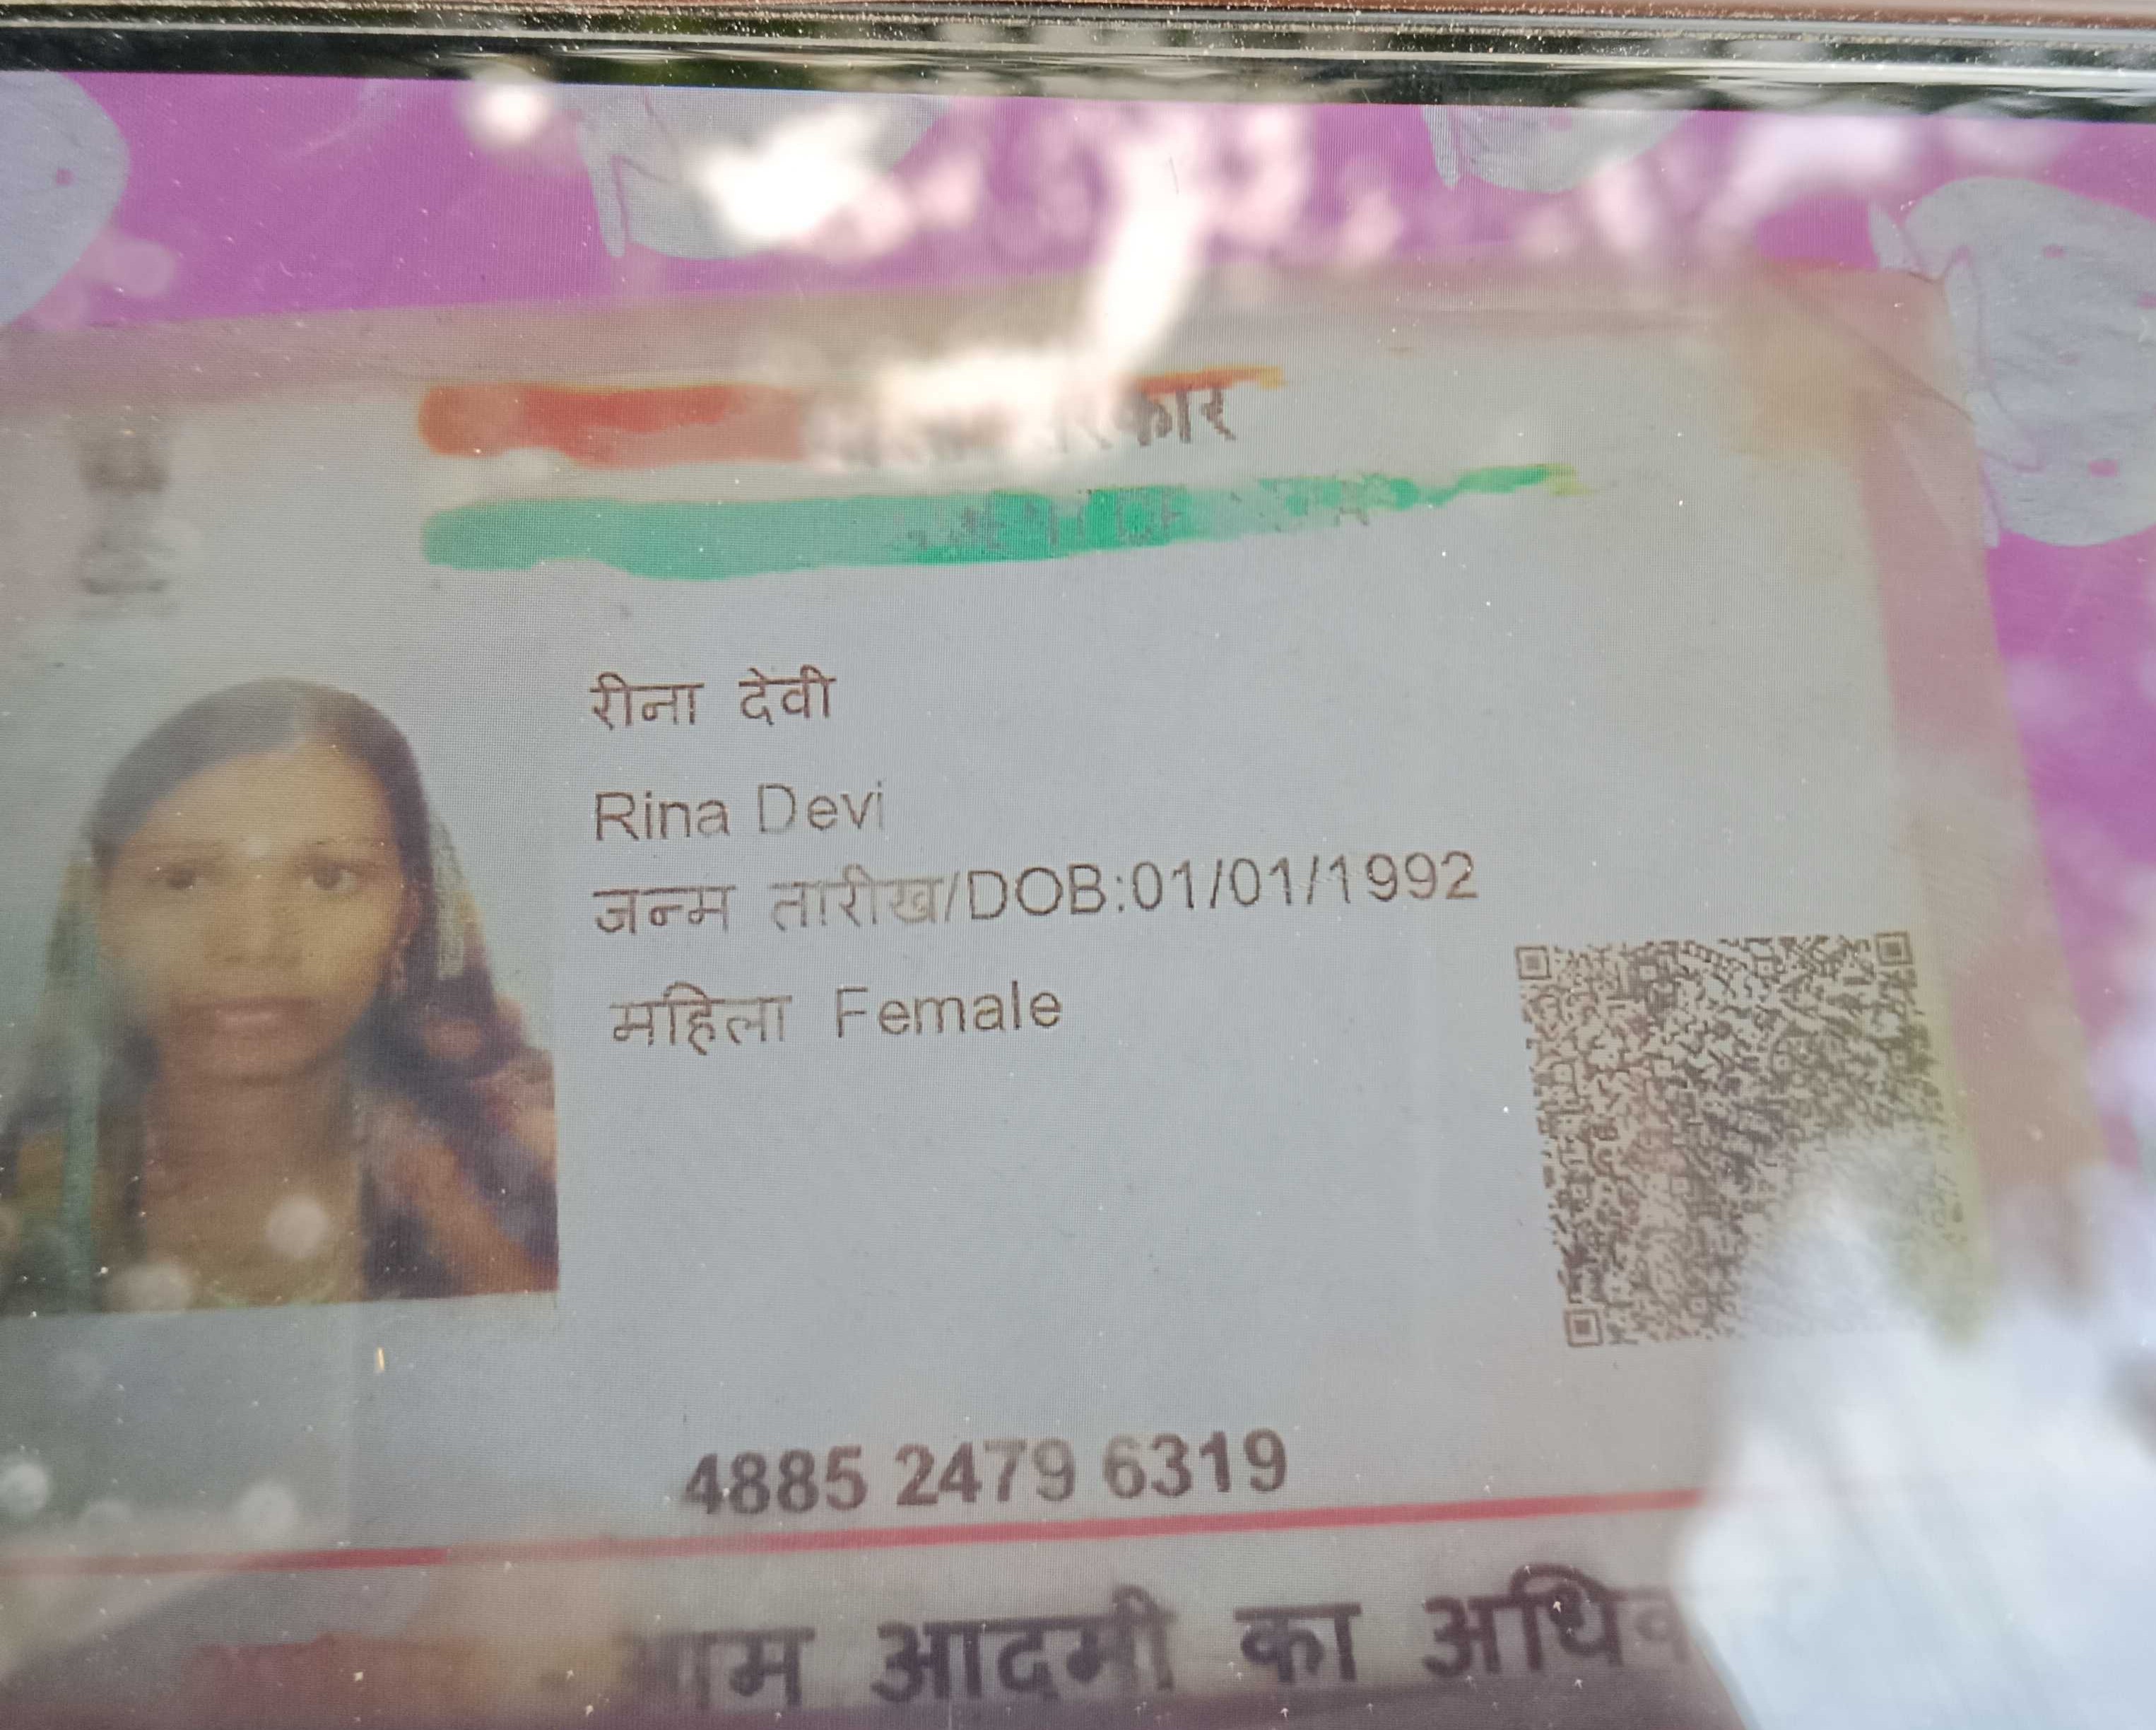 रीना देवी
Rina Devi
जन्म तारीख/DOB:01/01/1992
महिला Female
4885 2479 6319
आदमी का